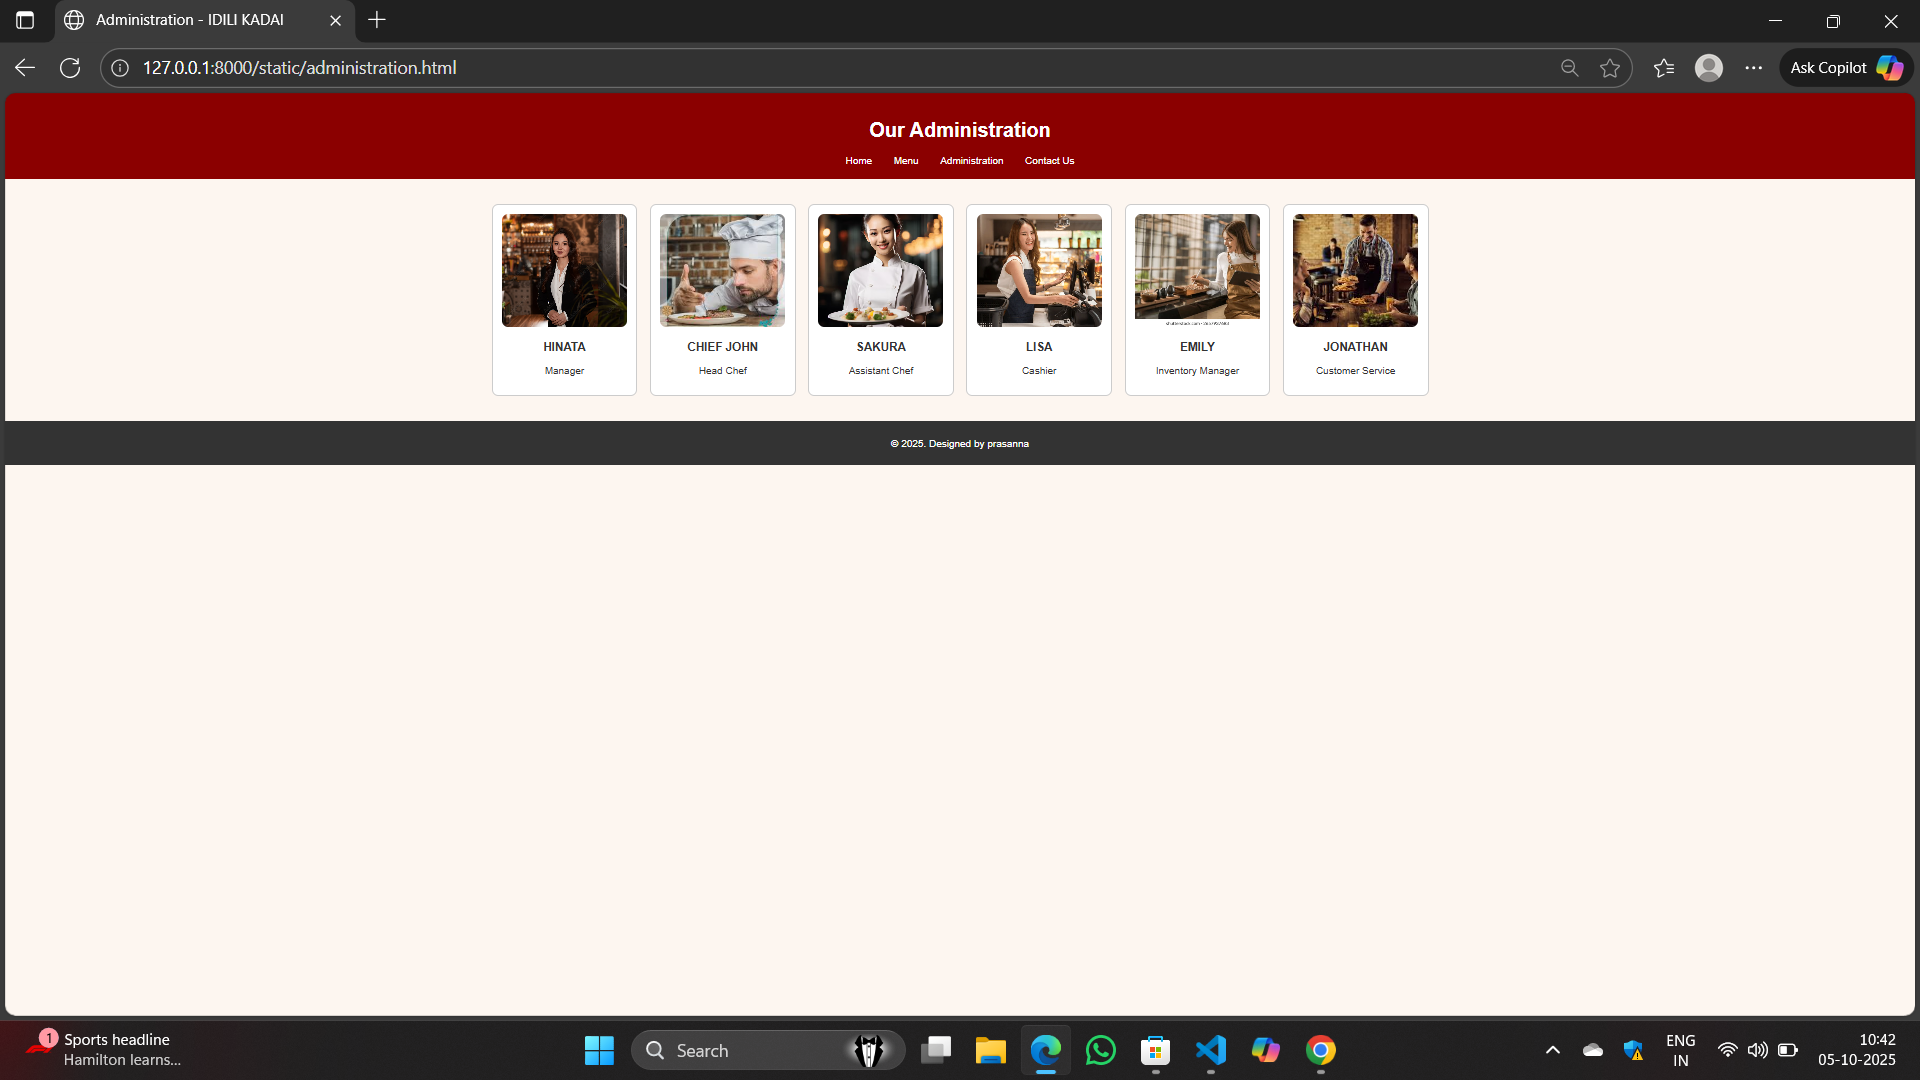 Administration - IDILI KADAI
127.0.0.1:8000/static/administration.html
Ask Copilot
Our Administration
Home Menu Administration Contact Us
HINATA
Manager
CHIEF JOHN
Head Chef
SAKURA
Assistant Chef
LISA
Cashier
EMILY
Inventory Manager
JONATHAN
Customer Service
© 2025. Designed by prasanna
1
Sports headline
Hamilton learns...
Search
ENG
IN
10:42
05-10-2025